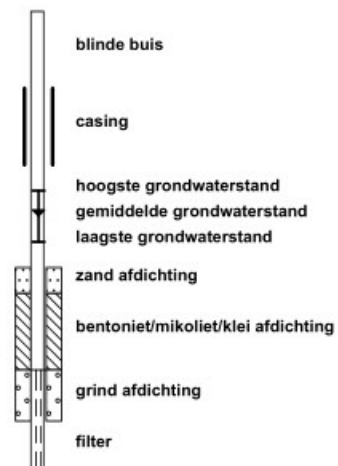 blinde buis
casing
hoogste grondwaterstand
gemiddelde grondwaterstand
laagste grondwaterstand
zand afdichting
bentoniet/mikoliet/klei afdichting
grind afdichting
filter